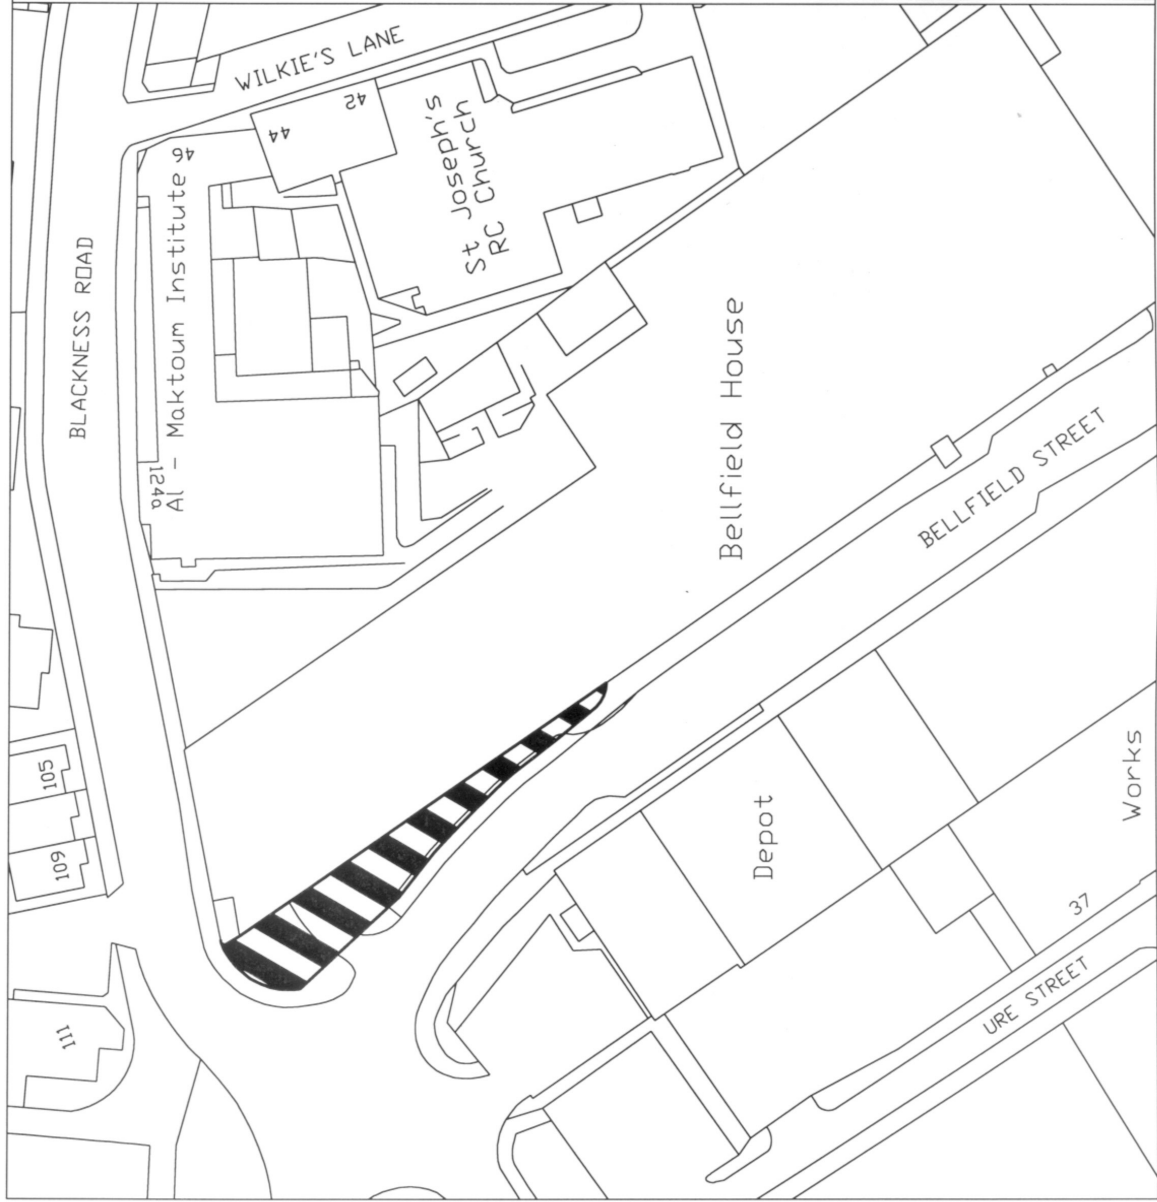 WILKIE'S LANE
42
44
46
St Joseph's
RC Church
BLACKNESS ROAD
Al - Maktoum Institute
124a
Bellfield House
BELLFIELD STREET
105
109
111
Depot
Works
37
URE STREET